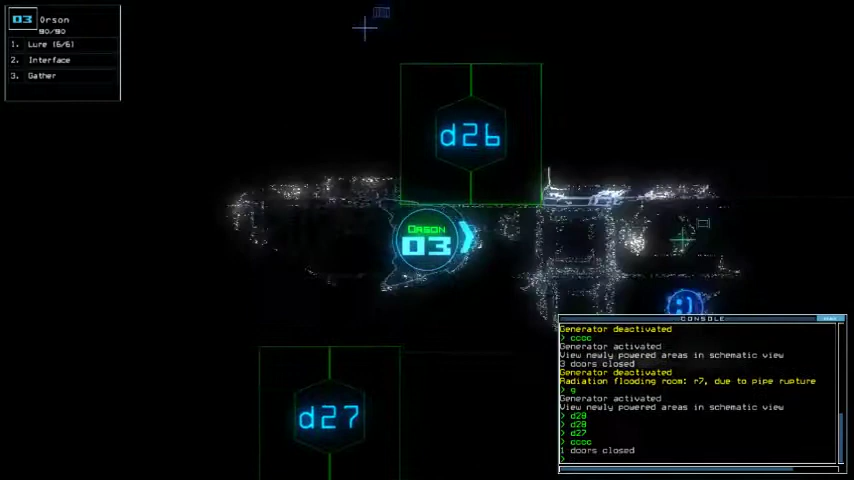 03 Orson
90/90
1. Lure (6/6)
2. Interface
3. Gather
d26
ORSON
03
:)
d27
CONSOLE
Generator deactivated
> cccc
Generator activated
View newly powered areas in schematic view
3 doors closed
Generator deactivated
Radiation flooding room: r7, due to pipe rupture
> g
Generator activated
View newly powered areas in schematic view
> d28
> d28
> d27
> cccc
1 doors closed
>